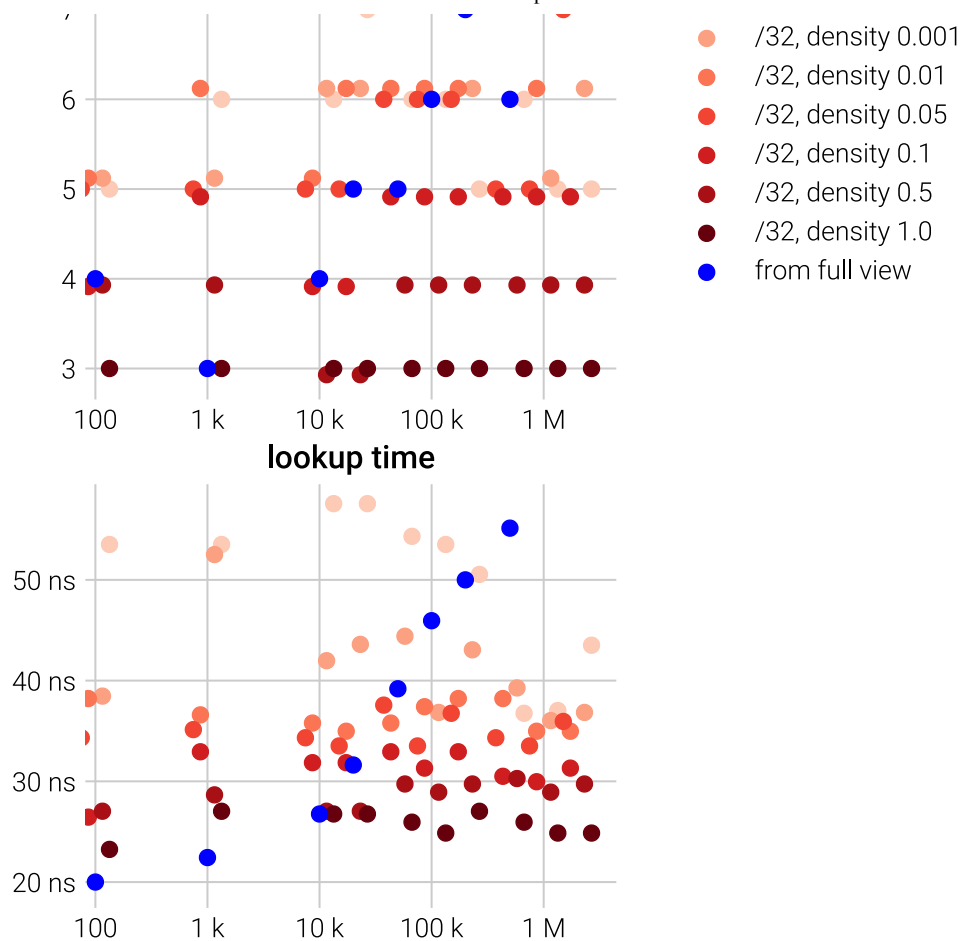 /32, density 0.001
/32, density 0.01
/32, density 0.05
/32, density 0.1
/32, density 0.5
/32, density 1.0
from full view
6
5
4
3
100 1 k 10 k 100 k 1 M
lookup time
50 ns
40 ns
30 ns
20 ns
100 1 k 10 k 100 k 1 M